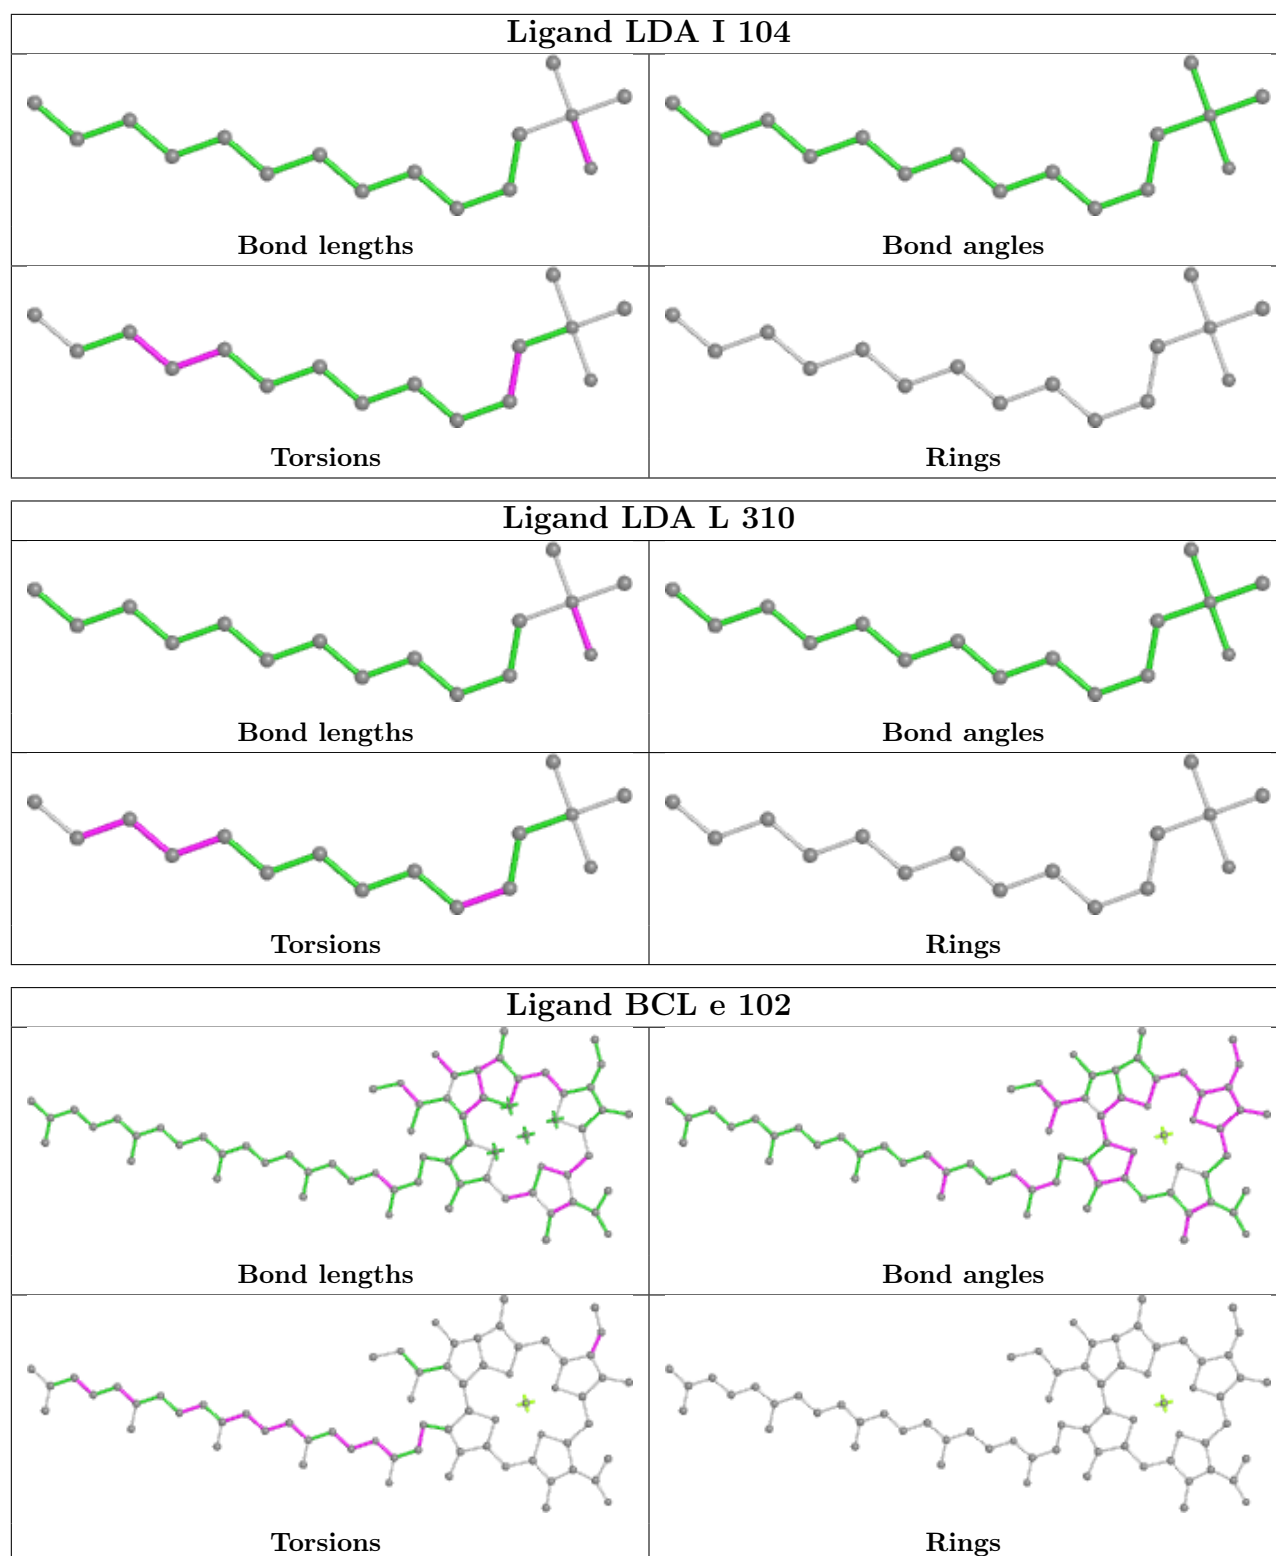 Ligand LDA I 104
Bond lengths
Bond angles
Torsions
Rings
Ligand LDA L 310
Bond lengths
Bond angles
Torsions
Rings
Ligand BCL e 102
Bond lengths
Bond angles
Torsions
Rings